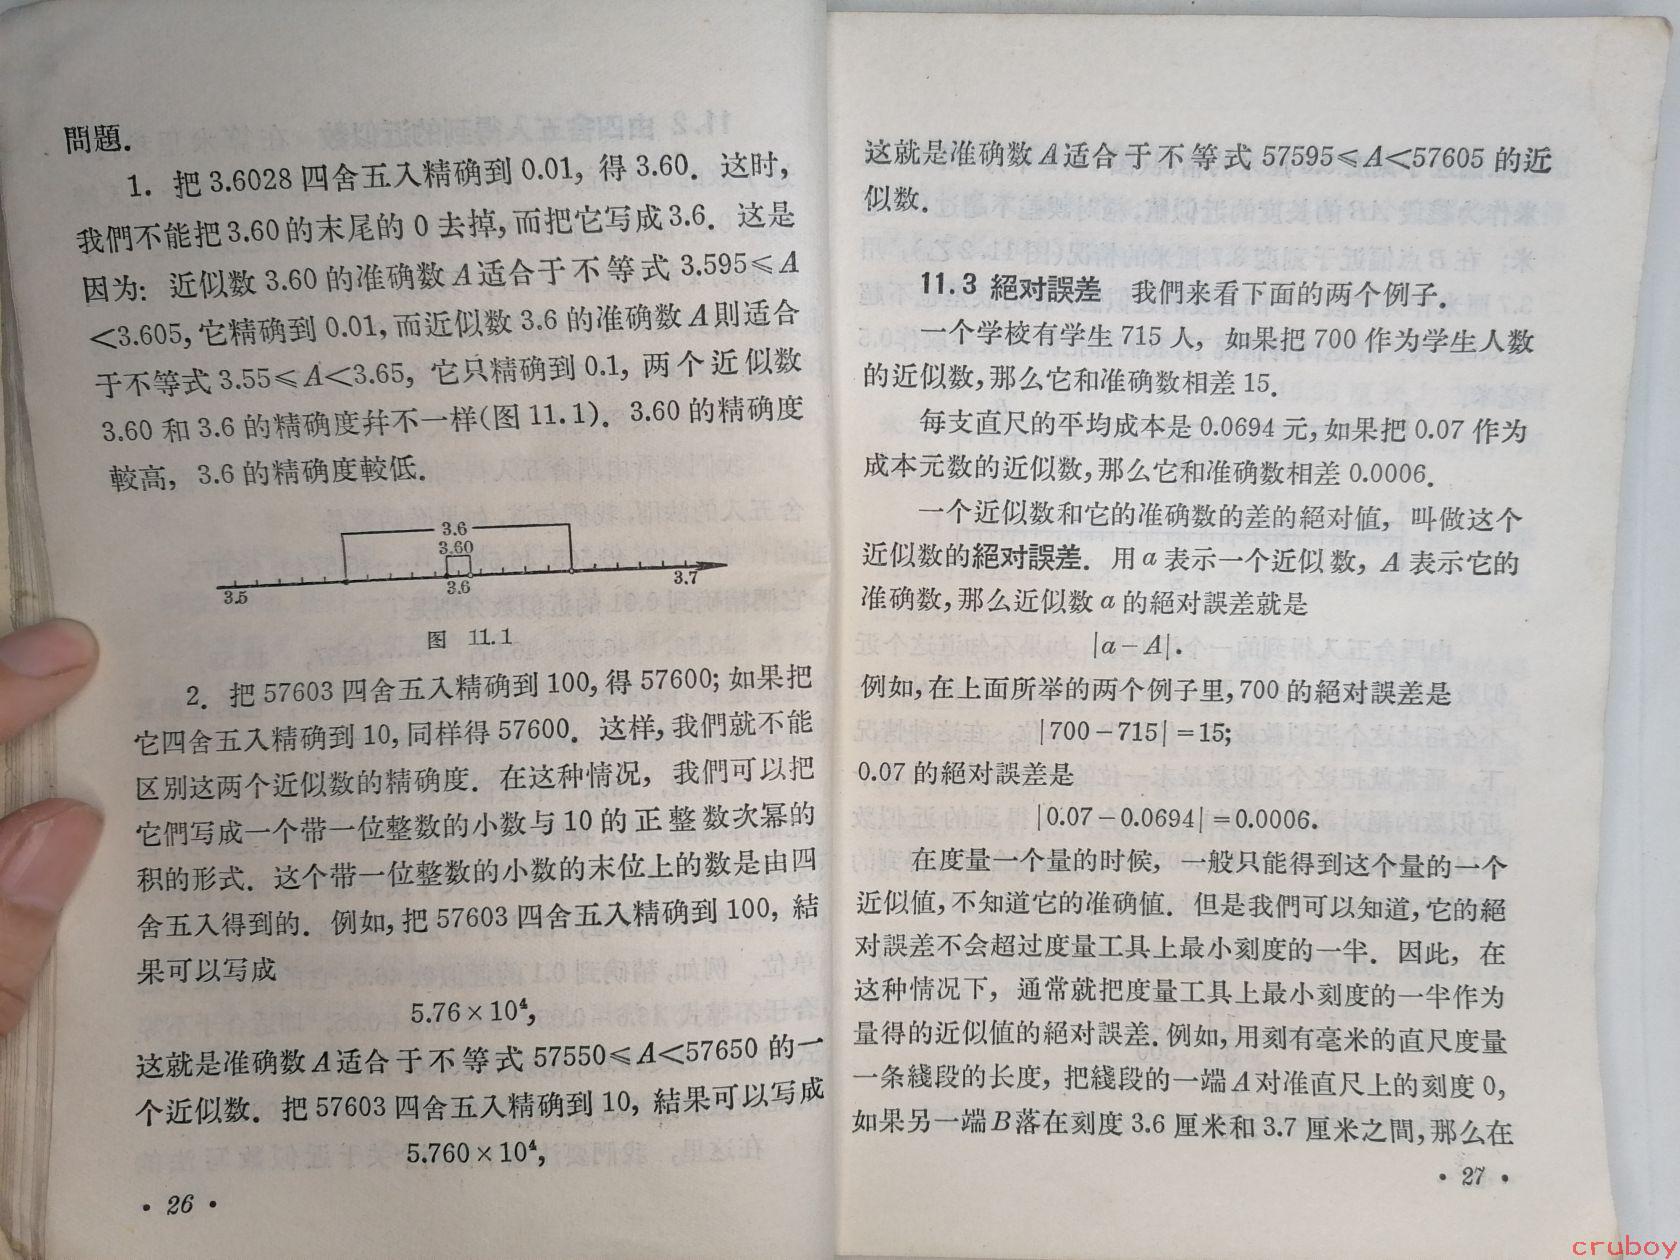 問題．
1．把 3.6028 四舍五入精确到 0.01，得 3.60．这时，
我們不能把 3.60 的末尾的 0 去掉，而把它写成 3.6．这是
因为：近似数 3.60 的准确数 A 适合于不等式 3.595⩽A
<3.605，它精确到 0.01，而近似数 3.6 的准确数 A 則适合
于不等式 3.55⩽A<3.65，它只精确到 0.1，两个近似数
3.60 和 3.6 的精确度幷不一样(图 11.1)．3.60 的精确度
較高，3.6 的精确度較低．
3.6
3.60
3.5 3.6 3.7
图 11.1
2．把 57603 四舍五入精确到 100，得 57600；如果把
它四舍五入精确到 10，同样得 57600．这样，我們就不能
区別这两个近似数的精确度．在这种情况，我們可以把
它們写成一个带一位整数的小数与 10 的正整数次幂的
积的形式．这个带一位整数的小数的末位上的数是由四
舍五入得到的．例如，把 57603 四舍五入精确到 100，結
果可以写成
5.76×10⁴，
这就是准确数 A 适合于不等式 57550⩽A<57650 的一
个近似数．把 57603 四舍五入精确到 10，結果可以写成
5.760×10⁴，
• 26 •
这就是准确数 A 适合于不等式 57595⩽A<57605 的近
似数．
11.3 絕对誤差 我們来看下面的两个例子．
一个学校有学生 715 人，如果把 700 作为学生人数
的近似数，那么它和准确数相差 15．
每支直尺的平均成本是 0.0694 元，如果把 0.07 作为
成本元数的近似数，那么它和准确数相差 0.0006．
一个近似数和它的准确数的差的絕对値，叫做这个
近似数的絕对誤差．用 a 表示一个近似数，A 表示它的
准确数，那么近似数 a 的絕对誤差就是
|a−A|．
例如，在上面所举的两个例子里，700 的絕对誤差是
|700−715|=15；
0.07 的絕对誤差是
|0.07−0.0694|=0.0006．
在度量一个量的时候，一般只能得到这个量的一个
近似値，不知道它的准确値．但是我們可以知道，它的絕
对誤差不会超过度量工具上最小刻度的一半．因此，在
这种情况下，通常就把度量工具上最小刻度的一半作为
量得的近似値的絕对誤差．例如，用刻有毫米的直尺度量
一条綫段的长度，把綫段的一端 A 对准直尺上的刻度 0，
如果另一端 B 落在刻度 3.6 厘米和 3.7 厘米之間，那么在
• 27 •
cruboy